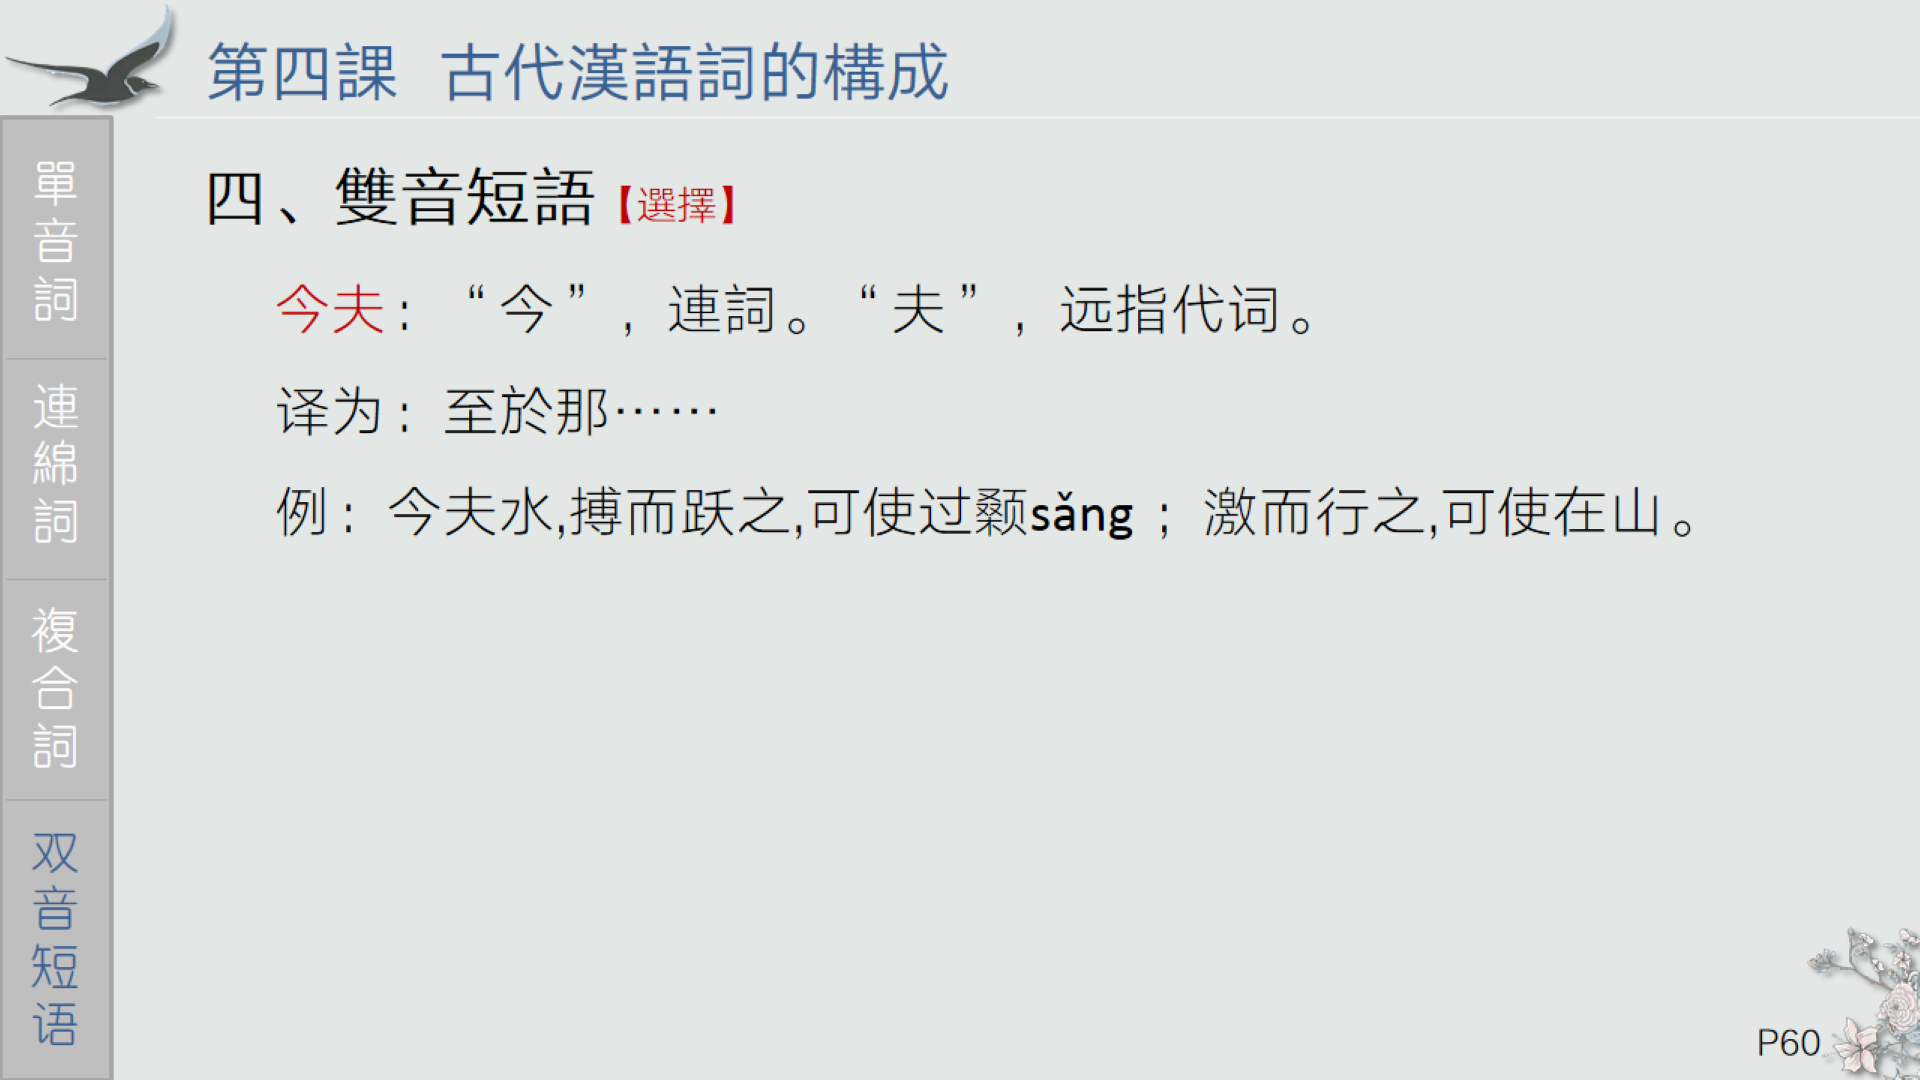 第四課 古代漢語詞的構成
單音詞
連綿詞
複合詞
双音短语
四、雙音短語【選擇】
今夫：“今”，連詞。“夫”，远指代词。
译为：至於那……
例：今夫水,搏而跃之,可使过颡sǎng；激而行之,可使在山。
P60